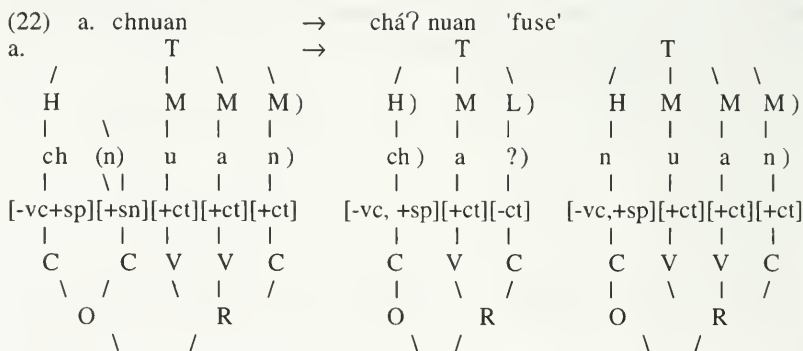 (22) a. chnuan → chá? nuan 'fuse'
a. T → T T
/ | \ \ / | \ / | \ \
H M M M) H) M L) H M M M)
| \ | | | | | | | | | |
ch (n) u a n) ch) a ?) n u a n)
| \ | | | | | | | | | | |
[-vc+sp][+sn][+ct][+ct][+ct] [-vc, +sp][+ct][-ct] [-vc,+sp][+ct][+ct][+ct]
| | | | | | | | | | | |
C C V V C C V C C V V C
\ / \ | / | \ / | \ | /
O R O R O R
\ / \ / \ /